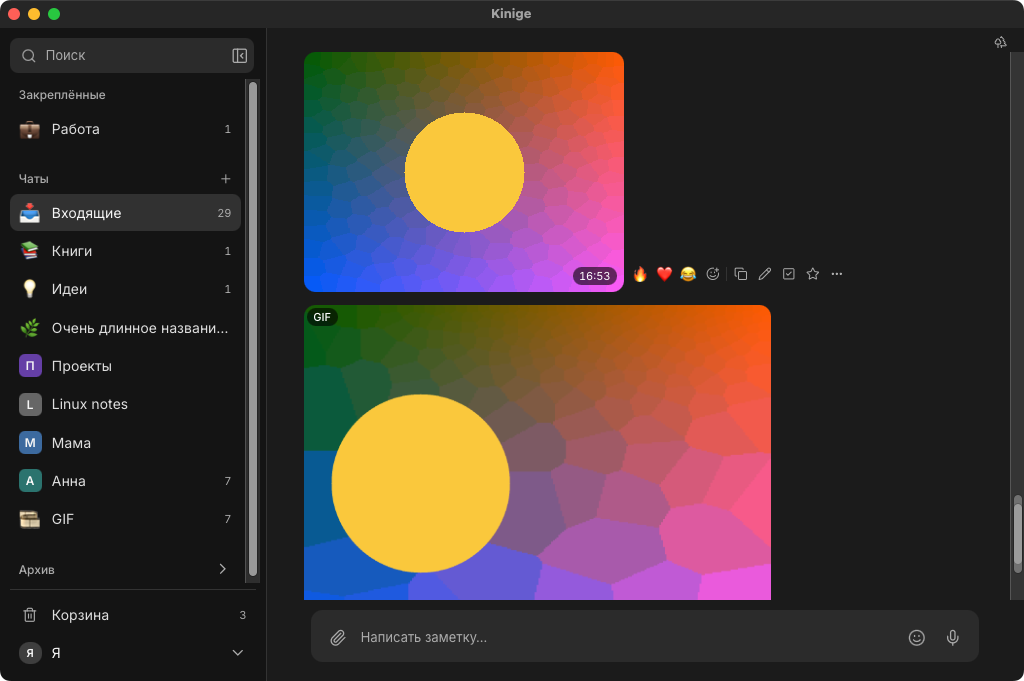 Kinige
Поиск
Закреплённые
Работа 1
Чаты
Входящие 29
Книги 1
Идеи 1
Очень длинное названи...
П Проекты
L Linux notes
М Мама
А Анна 7
GIF 7
Архив
Корзина 3
Я Я
16:53
GIF
Написать заметку...